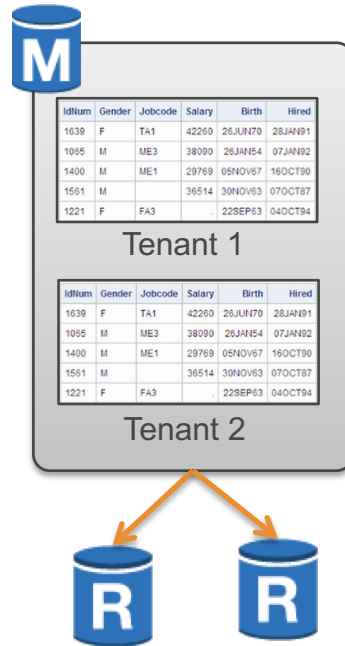 M
IdNum Gender Jobcode Salary Birth Hired
1639 F TA1 42260 26JUN70 28JAN91
1065 M ME3 38090 26JAN54 07JAN92
1400 M ME1 29769 05NOV67 16OCT90
1561 M 36514 30NOV63 07OCT87
1221 F FA3 . 22SEP63 04OCT94
Tenant 1
IdNum Gender Jobcode Salary Birth Hired
1639 F TA1 42260 26JUN70 28JAN91
1065 M ME3 38090 26JAN54 07JAN92
1400 M ME1 29769 05NOV67 16OCT90
1561 M 36514 30NOV63 07OCT87
1221 F FA3 . 22SEP63 04OCT94
Tenant 2
R
R